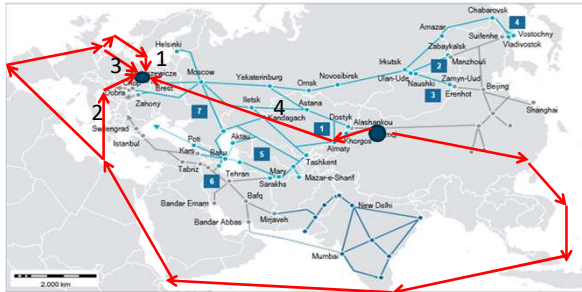 Chabarovsk
4
Amazar
Vostochny
Suifenhe
Vladivostok
Helsinki
Zabaykalsk
1
3
Moscow
Irkutsk
2
Manzhouli
Ulan-Ude
Zamyn-Uud
Naushki
3
Erenhot
Brest
Dobra
Yekaterinburg
Omsk
Novosibirsk
Beijing
Zahony
2
7
Iletsk
4
Astana
Kandagach
Shanghai
Dostyk
Alashankou
1
Khorgos
Almaty
Istanbul
Poti
Aktau
Kars
Baku
5
Tashkent
Tabriz
6
Tehran
Mary
Sarakhs
Mazar-e-Sharif
Bandar Emam
Bafq
Mirjaveh
New Delhi
Bandar Abbas
Mumbai
2.000 km